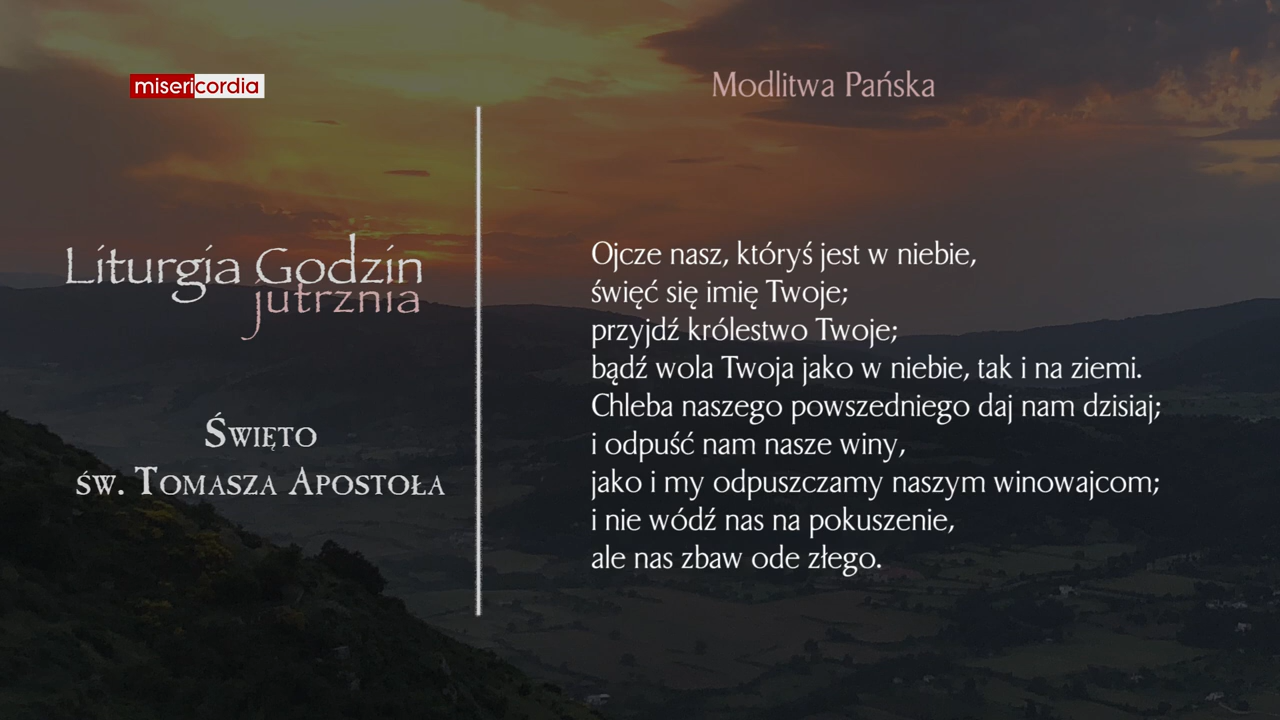 misericordia
Liturgia Godzin
jutrznia
Święto
św. Tomasza Apostoła
Modlitwa Pańska
Ojcze nasz, któryś jest w niebie,
święć się imię Twoje;
przyjdź królestwo Twoje;
bądź wola Twoja jako w niebie, tak i na ziemi.
Chleba naszego powszedniego daj nam dzisiaj;
i odpuść nam nasze winy,
jako i my odpuszczamy naszym winowajcom;
i nie wódź nas na pokuszenie,
ale nas zbaw ode złego.